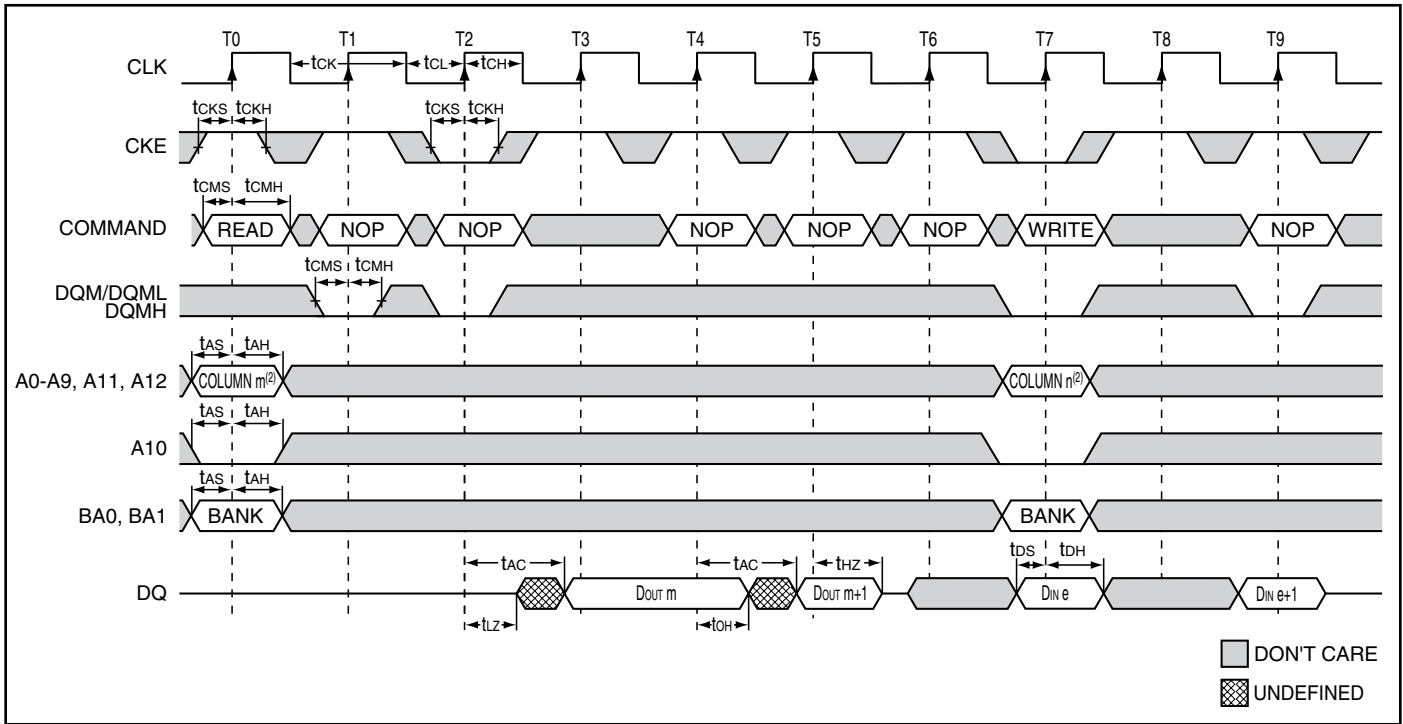 T0 T1 T2 T3 T4 T5 T6 T7 T8 T9
CLK tCK tCL tCH
tCKS tCKH tCKS tCKH
CKE
tCMS tCMH
COMMAND READ NOP NOP NOP NOP NOP WRITE NOP
tCMS tCMH
DQM/DQML
DQMH
tAS tAH
A0-A9, A11, A12 COLUMN m(2) COLUMN n(2)
tAS tAH
A10
tAS tAH
BA0, BA1 BANK BANK
tAC tAC tHZ tDS tDH
DQ DOUT m DOUT m+1 DIN e DIN e+1
tLZ tOH
DON'T CARE
UNDEFINED